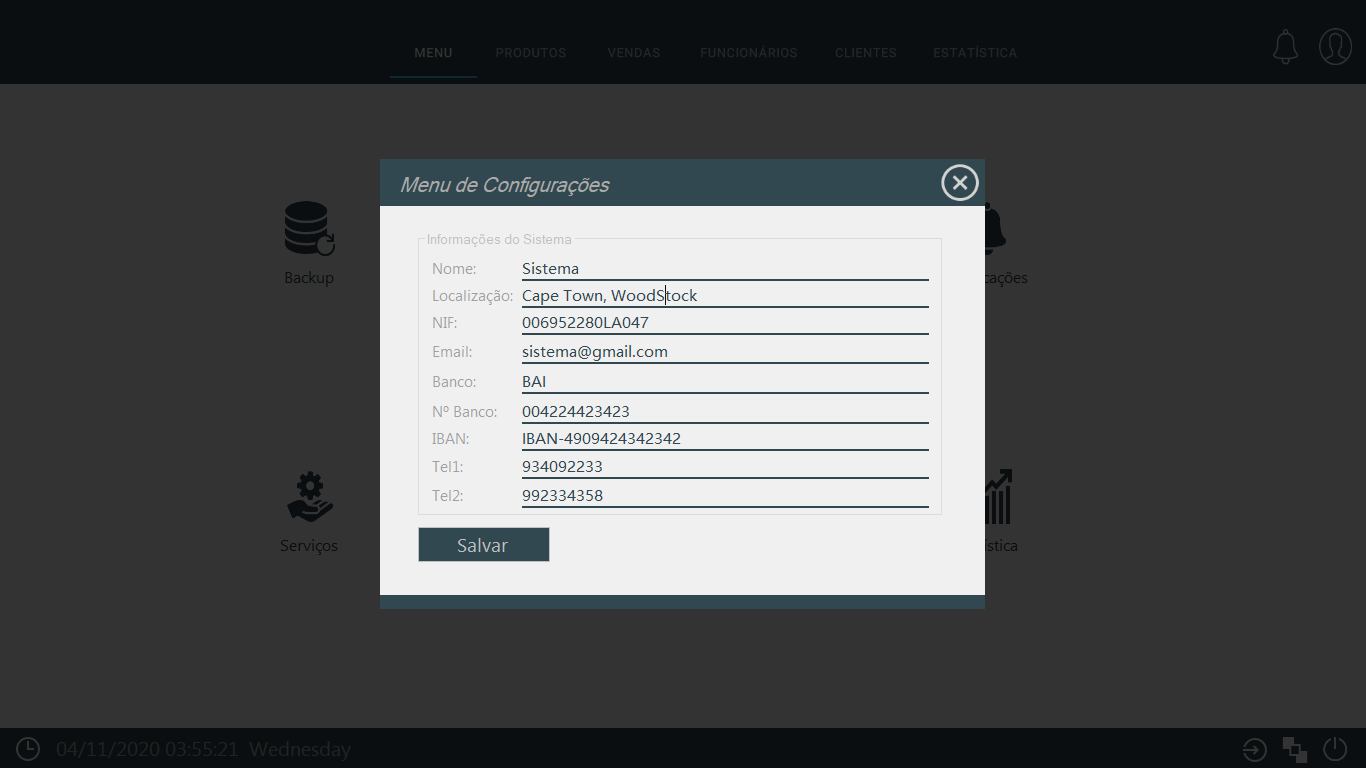 MENU PRODUTOS VENDAS FUNCIONÁRIOS CLIENTES ESTATÍSTICA
Menu de Configurações
Informações do Sistema
Nome: Sistema
Localização: Cape Town, WoodStock
NIF: 006952280LA047
Email: sistema@gmail.com
Banco: BAI
Nº Banco: 004224423423
IBAN: IBAN-4909424342342
Tel1: 934092233
Tel2: 992334358
Salvar
Backup
cações
Serviços
ística
04/11/2020 03:55:21 Wednesday